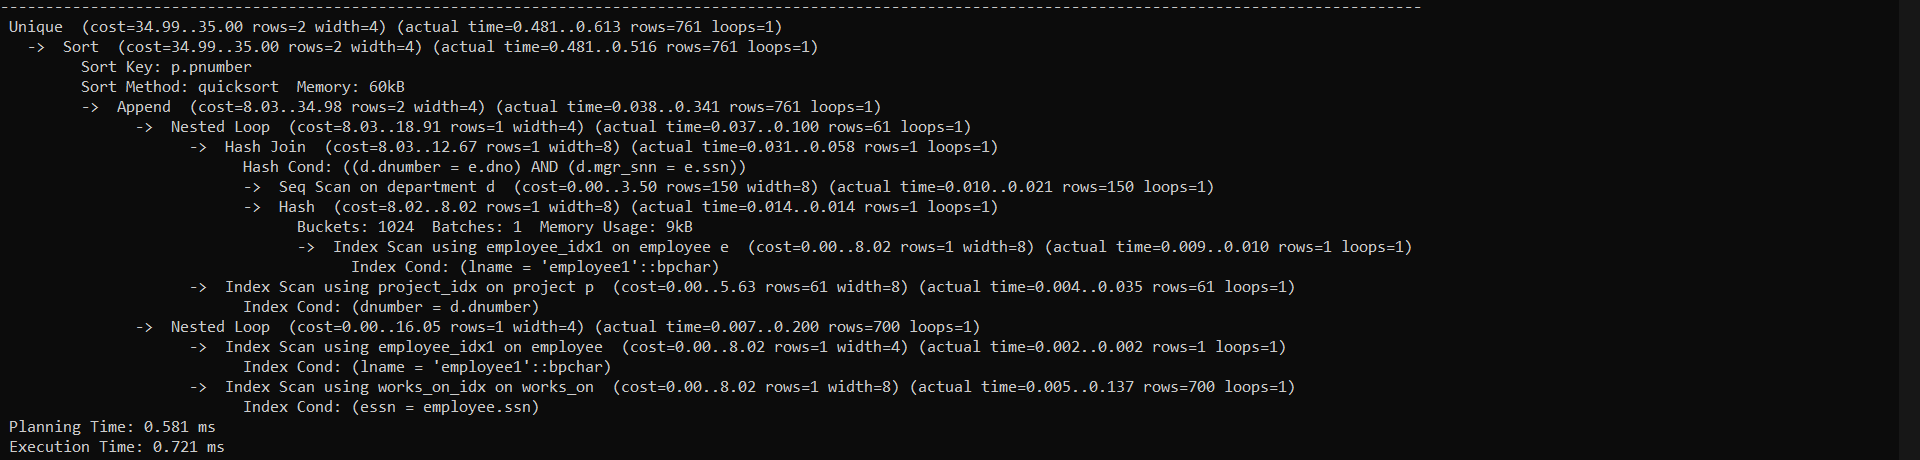 Unique  (cost=34.99..35.00 rows=2 width=4) (actual time=0.481..0.613 rows=761 loops=1)
  ->  Sort  (cost=34.99..35.00 rows=2 width=4) (actual time=0.481..0.516 rows=761 loops=1)
        Sort Key: p.pnumber
        Sort Method: quicksort  Memory: 60kB
        ->  Append  (cost=8.03..34.98 rows=2 width=4) (actual time=0.038..0.341 rows=761 loops=1)
              ->  Nested Loop  (cost=8.03..18.91 rows=1 width=4) (actual time=0.037..0.100 rows=61 loops=1)
                    ->  Hash Join  (cost=8.03..12.67 rows=1 width=8) (actual time=0.031..0.058 rows=1 loops=1)
                          Hash Cond: ((d.dnumber = e.dno) AND (d.mgr_snn = e.ssn))
                          ->  Seq Scan on department d  (cost=0.00..3.50 rows=150 width=8) (actual time=0.010..0.021 rows=150 loops=1)
                          ->  Hash  (cost=8.02..8.02 rows=1 width=8) (actual time=0.014..0.014 rows=1 loops=1)
                                Buckets: 1024  Batches: 1  Memory Usage: 9kB
                                ->  Index Scan using employee_idx1 on employee e  (cost=0.00..8.02 rows=1 width=8) (actual time=0.009..0.010 rows=1 loops=1)
                                      Index Cond: (lname = 'employee1'::bpchar)
                    ->  Index Scan using project_idx on project p  (cost=0.00..5.63 rows=61 width=8) (actual time=0.004..0.035 rows=61 loops=1)
                          Index Cond: (dnumber = d.dnumber)
              ->  Nested Loop  (cost=0.00..16.05 rows=1 width=4) (actual time=0.007..0.200 rows=700 loops=1)
                    ->  Index Scan using employee_idx1 on employee  (cost=0.00..8.02 rows=1 width=4) (actual time=0.002..0.002 rows=1 loops=1)
                          Index Cond: (lname = 'employee1'::bpchar)
                    ->  Index Scan using works_on_idx on works_on  (cost=0.00..8.02 rows=1 width=8) (actual time=0.005..0.137 rows=700 loops=1)
                          Index Cond: (essn = employee.ssn)
Planning Time: 0.581 ms
Execution Time: 0.721 ms